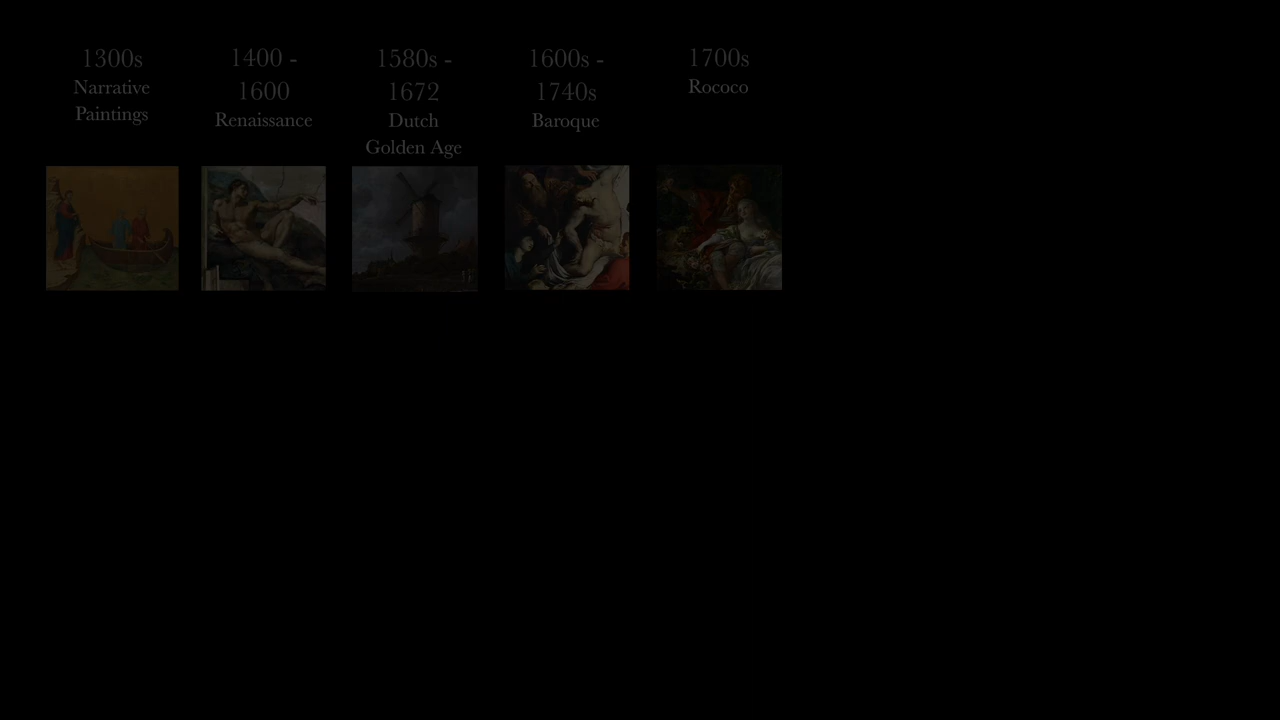 1300s
Narrative
Paintings
1400 -
1600
Renaissance
1580s -
1672
Dutch
Golden Age
1600s -
1740s
Baroque
1700s
Rococo